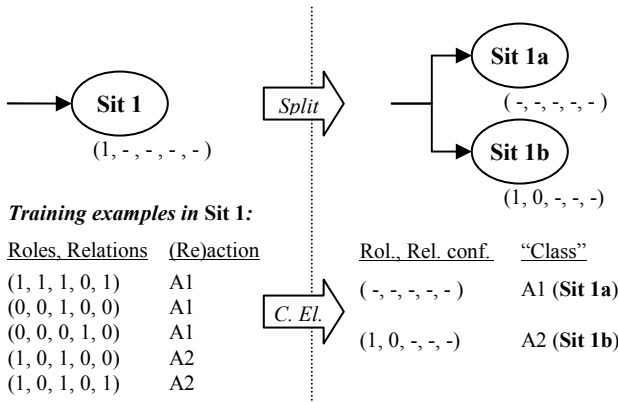 Sit 1
(1, - , - , - , - )
Split
Sit 1a
( -, -, -, -, - )
Sit 1b
(1, 0, -, -, -)
Training examples in Sit 1:
Roles, Relations (Re)action
(1, 1, 1, 0, 1) A1
(0, 0, 1, 0, 0) A1
(0, 0, 0, 1, 0) A1
(1, 0, 1, 0, 0) A2
(1, 0, 1, 0, 1) A2
C. El.
Rol., Rel. conf. “Class”
( -, -, -, -, - ) A1 (Sit 1a)
(1, 0, -, -, -) A2 (Sit 1b)